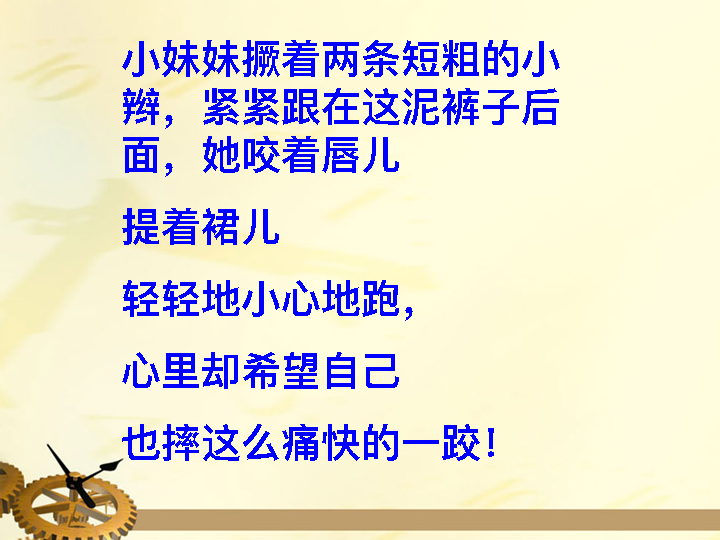 小妹妹撅着两条短粗的小
辫，紧紧跟在这泥裤子后
面，她咬着唇儿
提着裙儿
轻轻地小心地跑，
心里却希望自己
也摔这么痛快的一跤！